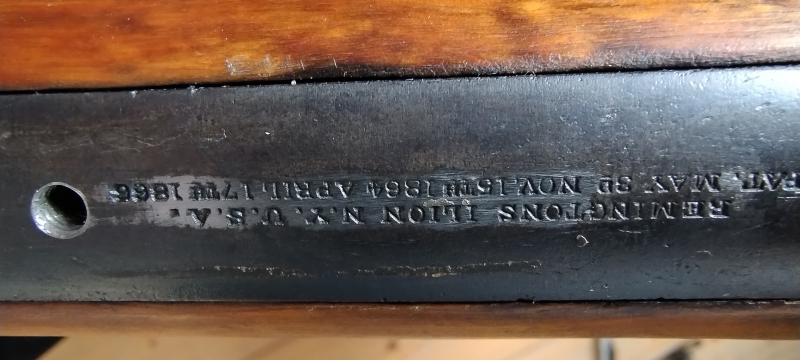 REMINGTONS ILION N.Y. U.S.A.
PAT. MAY 3D NOV. 15TH 1864 APRIL 17TH 1866